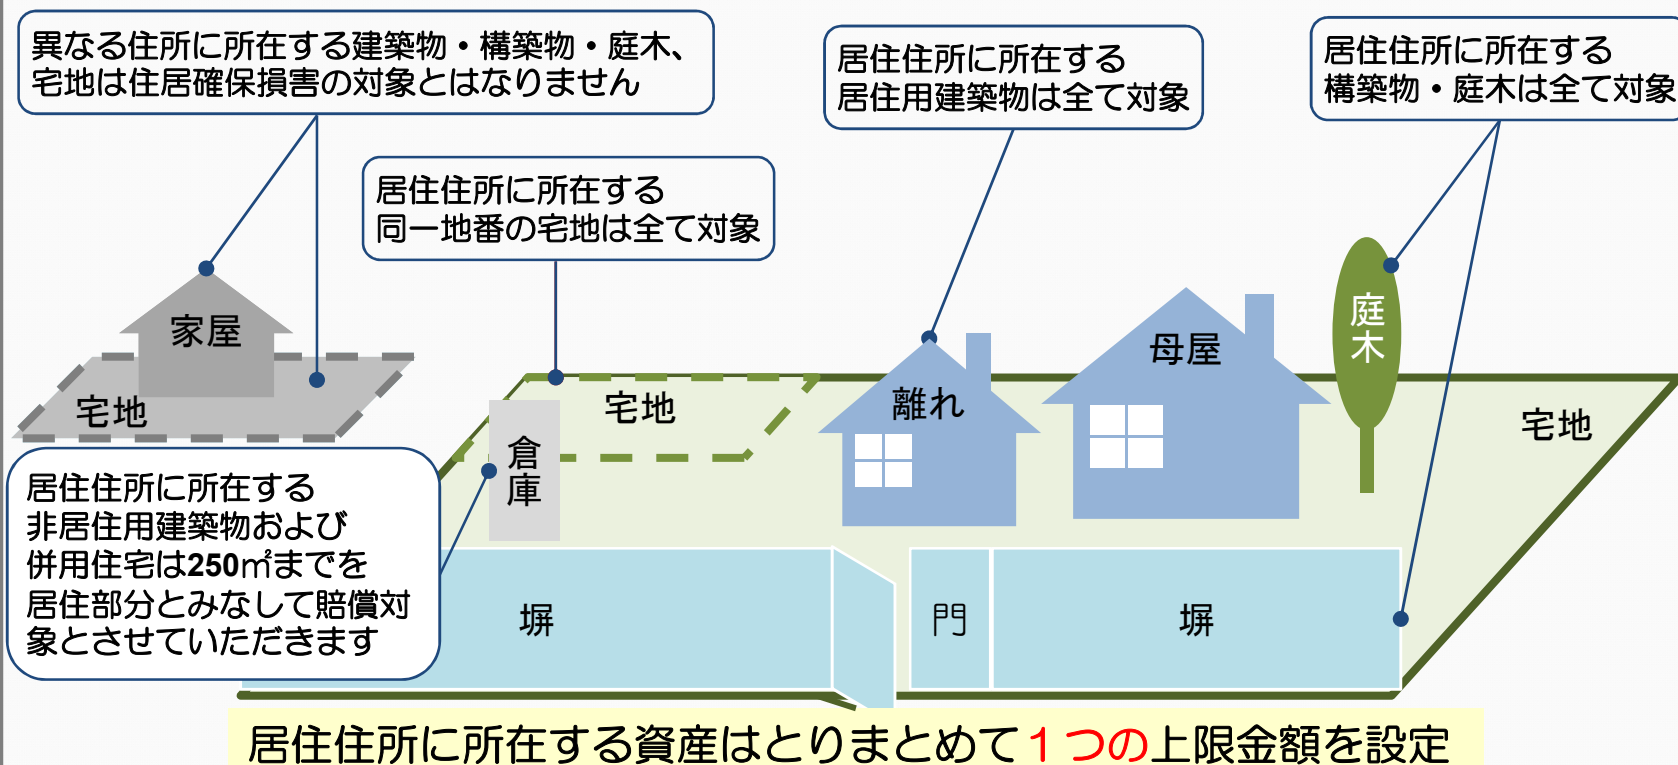 異なる住所に所在する建築物・構築物・庭木、
宅地は住居確保損害の対象とはなりません
居住住所に所在する
居住用建築物は全て対象
居住住所に所在する
構築物・庭木は全て対象
居住住所に所在する
同一地番の宅地は全て対象
家屋
宅地
宅地
倉庫
離れ
母屋
庭木
宅地
居住住所に所在する
非居住用建築物および
併用住宅は250㎡までを
居住部分とみなして賠償対
象とさせていただきます
塀
門
塀
居住住所に所在する資産はとりまとめて１つの上限金額を設定